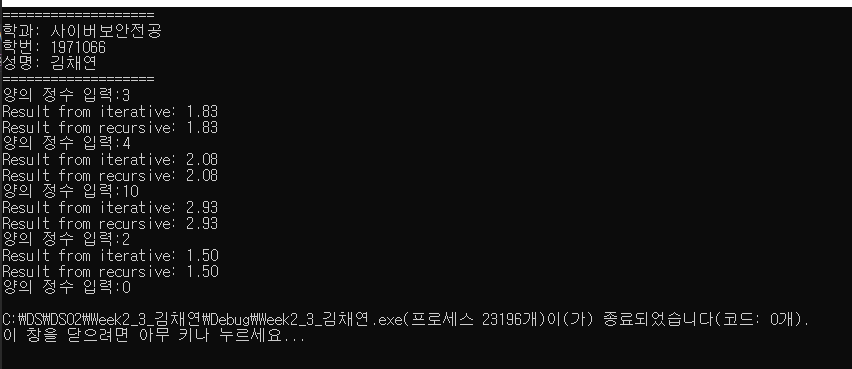 ===================
학과: 사이버보안전공
학번: 1971066
성명: 김채연
===================
양의 정수 입력:3
Result from iterative: 1.83
Result from recursive: 1.83
양의 정수 입력:4
Result from iterative: 2.08
Result from recursive: 2.08
양의 정수 입력:10
Result from iterative: 2.93
Result from recursive: 2.93
양의 정수 입력:2
Result from iterative: 1.50
Result from recursive: 1.50
양의 정수 입력:0
C:₩DS₩DS02₩Week2_3_김채연₩Debug₩Week2_3_김채연.exe(프로세스 23196개)이(가) 종료되었습니다(코드: 0개).
이 창을 닫으려면 아무 키나 누르세요...